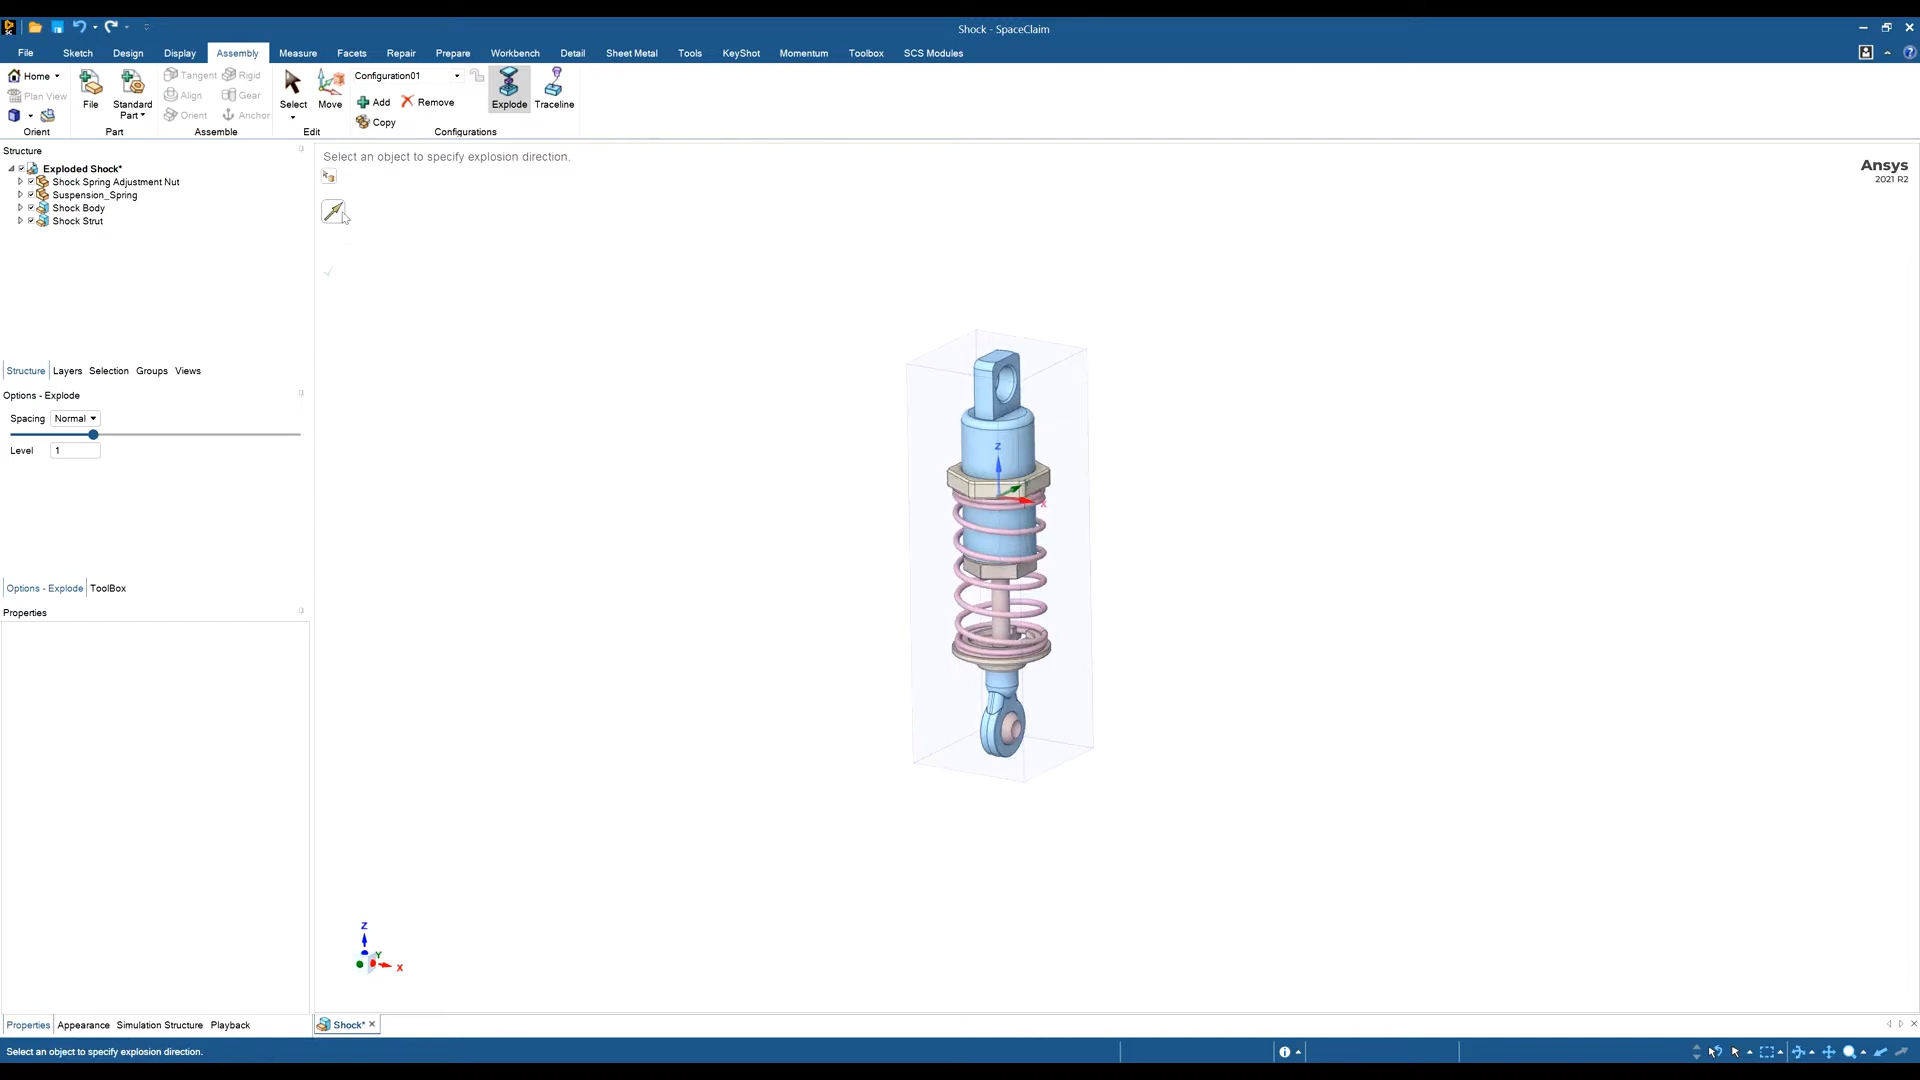 Shock - SpaceClaim
File Sketch Design Display Assembly Measure Facets Repair Prepare Workbench Detail Sheet Metal Tools KeyShot Momentum Toolbox SCS Modules
Home
Plan View
Orient
File
Standard Part
Part
Tangent Rigid
Align Gear
Orient Anchor
Assemble
Select
Move
Edit
Configuration01
Add Remove
Copy
Explode
Traceline
Configurations
Structure
Exploded Shock*
Shock Spring Adjustment Nut
Suspension_Spring
Shock Body
Shock Strut
Structure Layers Selection Groups Views
Options - Explode
Spacing Normal
Level 1
Options - Explode ToolBox
Properties
Properties Appearance Simulation Structure Playback
Select an object to specify explosion direction.
Ansys
2021 R2
Z
X
Z
Y
X
Shock*
Select an object to specify explosion direction.